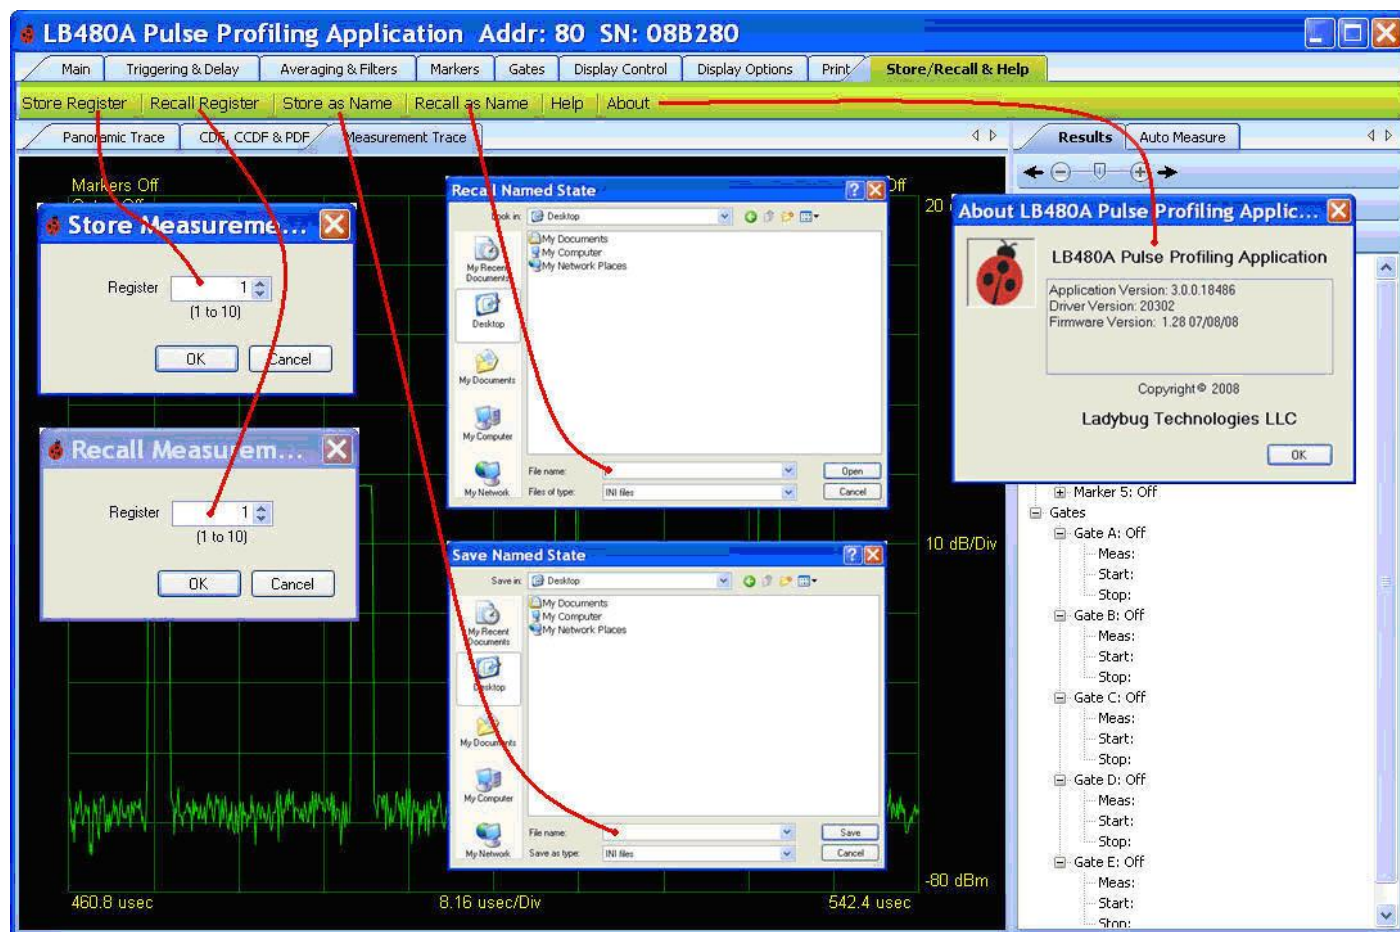 LB480A Pulse Profiling Application Addr: 80 SN: 08B280
Main Triggering & Delay Averaging & Filters Markers Gates Display Control Display Options Print Store/Recall & Help
Store Register Recall Register Store as Name Recall as Name Help About
Panoramic Trace CDF, CCDF & PDF Measurement Trace
Results Auto Measure
Markers Off
Off
20
Store Measureme...
Register 1
(1 to 10)
OK Cancel
Recall Measurem...
Register 1
(1 to 10)
OK Cancel
Recall Named State
Look in: Desktop
My Documents
My Computer
My Network Places
My Recent
Documents
Desktop
My Documents
My Computer
My Network
File name: Open
Files of type: INI files Cancel
Save Named State
Save in: Desktop
My Documents
My Computer
My Network Places
My Recent
Documents
Desktop
My Documents
My Computer
My Network
File name: Save
Save as type: INI files Cancel
10 dB/Div
-80 dBm
460.8 usec 8.16 usec/Div 542.4 usec
About LB480A Pulse Profiling Applic...
LB480A Pulse Profiling Application
Application Version: 3.0.0.18486
Driver Version: 20302
Firmware Version: 1.28 07/08/08
Copyright © 2008
Ladybug Technologies LLC
OK
Marker 5: Off
Gates
Gate A: Off
Meas:
Start:
Stop:
Gate B: Off
Meas:
Start:
Stop:
Gate C: Off
Meas:
Start:
Stop:
Gate D: Off
Meas:
Start:
Stop:
Gate E: Off
Meas:
Start:
Stop: